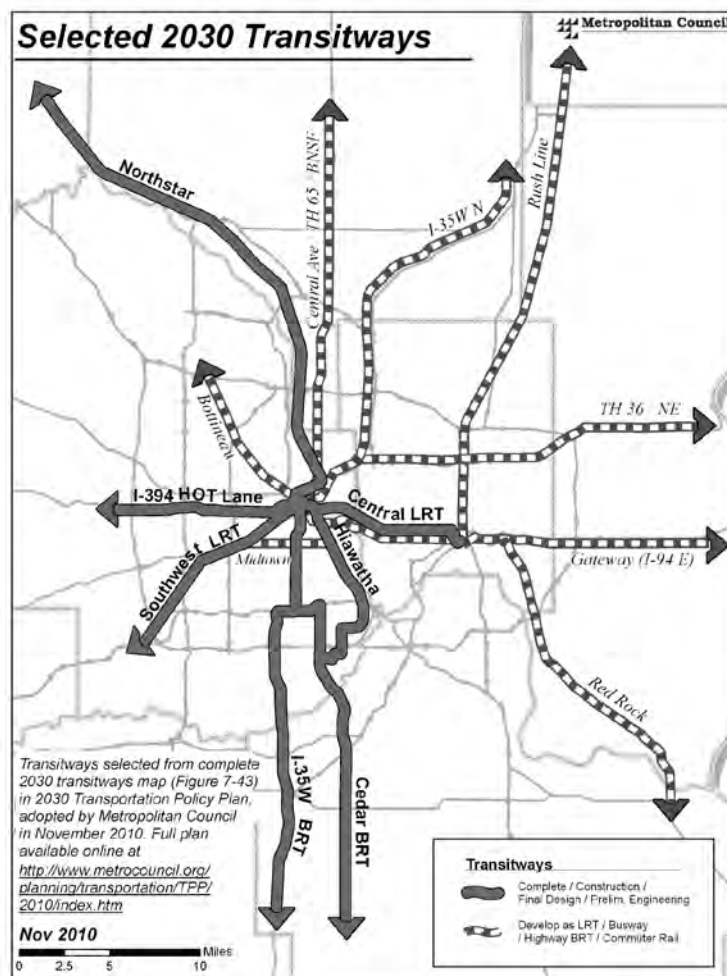 Selected 2030 Transitways
Metropolitan Council
Northstar
Central Ave TH 65 BNSF
I-35W N
Rush Line
Bottineau
TH 36 NE
I-394 HOT Lane
Central LRT
Southwest LRT
Midtown
Hiawatha
Gateway (I-94 E)
Red Rock
I-35W BRT
Cedar BRT
Transitways selected from complete
2030 transitways map (Figure 7-43)
in 2030 Transportation Policy Plan,
adopted by Metropolitan Council
in November 2010. Full plan
available online at
http://www.metrocouncil.org/
planning/transportation/TPP/
2010/index.htm
Nov 2010
Miles
0 2.5 5 10
Transitways
Complete / Construction /
Final Design / Prelim. Engineering
Develop as LRT / Busway
/ Highway BRT / Commuter Rail